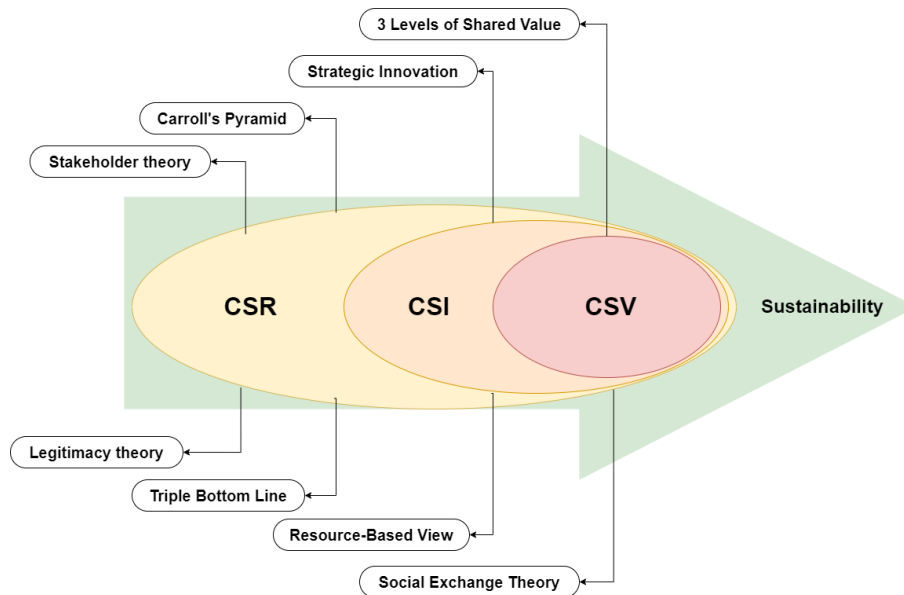 3 Levels of Shared Value
Strategic Innovation
Carroll's Pyramid
Stakeholder theory
CSR
CSI
CSV
Sustainability
Legitimacy theory
Triple Bottom Line
Resource-Based View
Social Exchange Theory